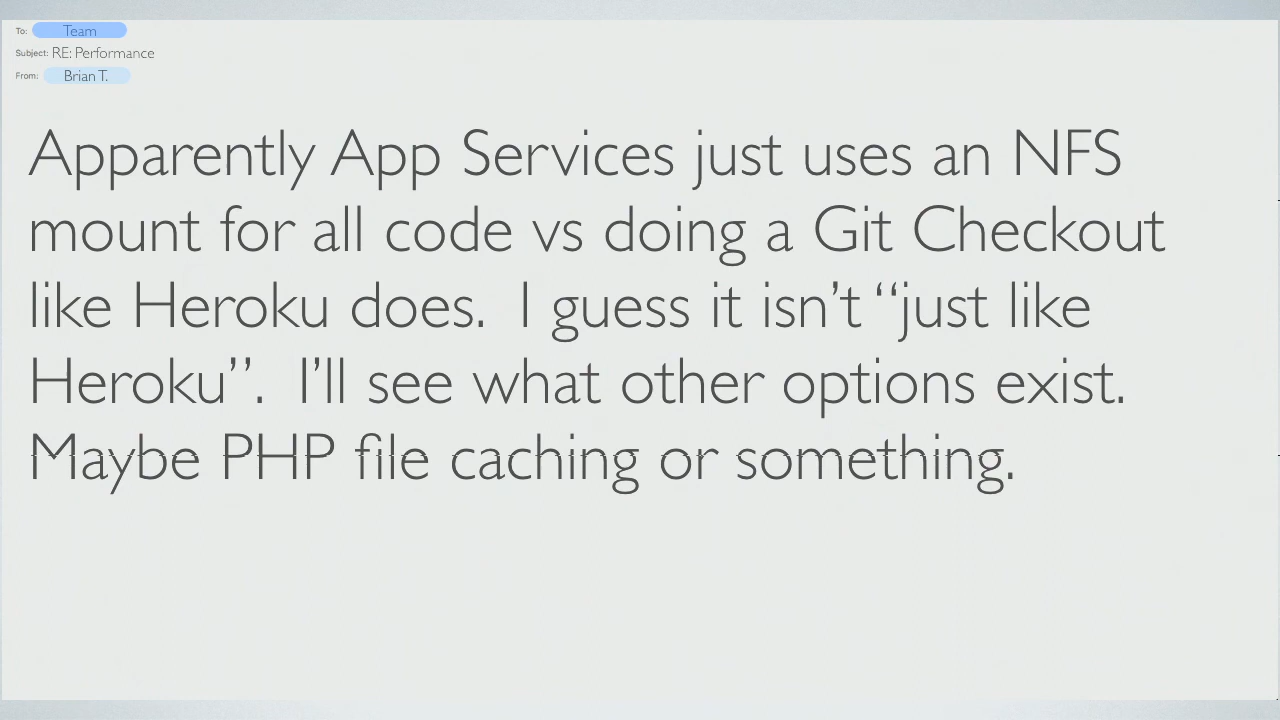 To: Team
Subject: RE: Performance
From: Brian T.
Apparently App Services just uses an NFS
mount for all code vs doing a Git Checkout
like Heroku does.  I guess it isn't “just like
Heroku”.  I'll see what other options exist.
Maybe PHP file caching or something.